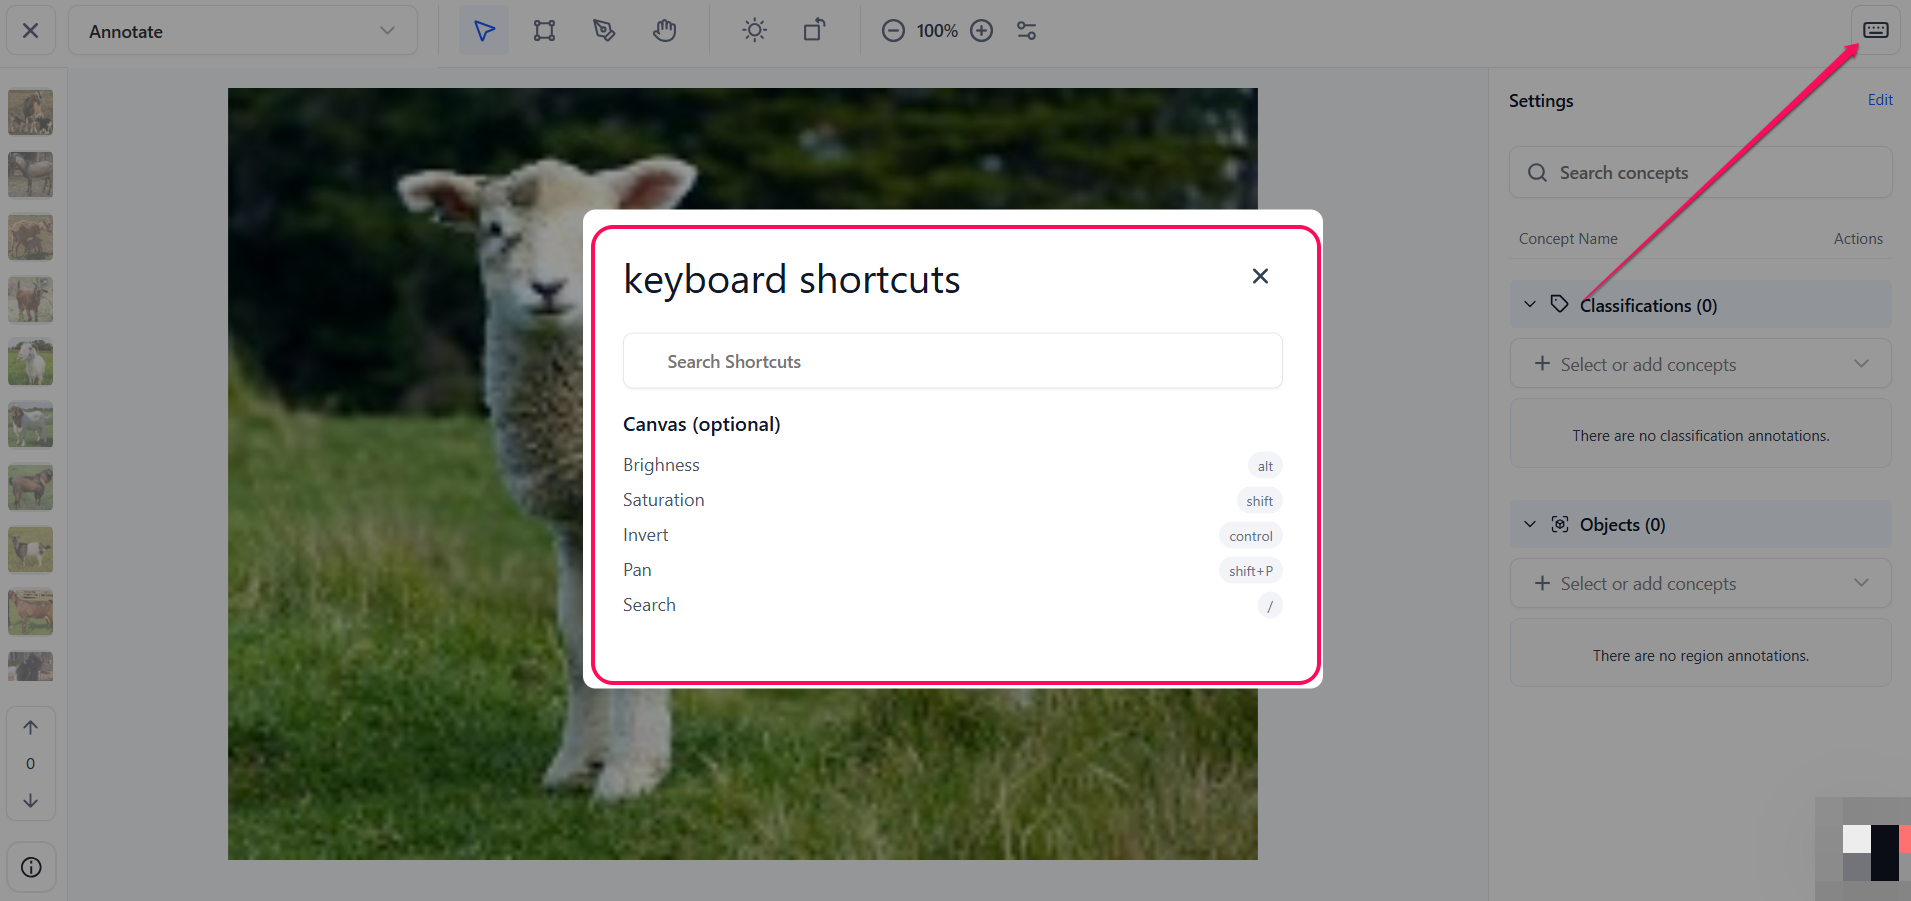 Annotate
100%
Settings
Edit
Search concepts
Concept Name
Actions
Classifications (0)
Select or add concepts
There are no classification annotations.
Objects (0)
Select or add concepts
There are no region annotations.
0
keyboard shortcuts
Search Shortcuts
Canvas (optional)
Brighness
alt
Saturation
shift
Invert
control
Pan
shift+P
Search
/